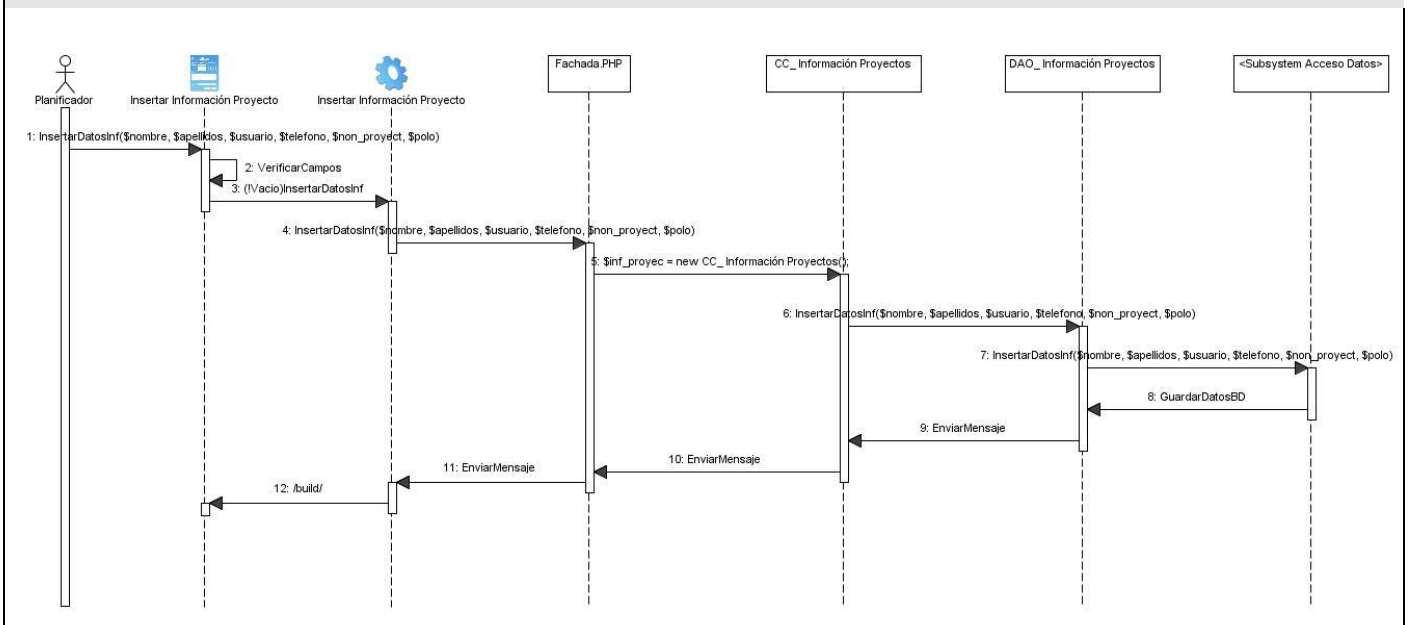 Planificador
Insertar Información Proyecto
Insertar Información Proyecto
Fachada.PHP
CC_ Información Proyectos
DAO_ Información Proyectos
<Subsystem Acceso Datos>
1: InsertarDatosInf($nombre, $apellidos, $usuario, $telefono, $non_proyect, $polo)
2: VerificarCampos
3: (!Vacio)InsertarDatosInf
4: InsertarDatosInf($nombre, $apellidos, $usuario, $telefono, $non_proyect, $polo)
5: $inf_proyec = new CC_ Información Proyectos();
6: InsertarDatosInf($nombre, $apellidos, $usuario, $telefono, $non_proyect, $polo)
7: InsertarDatosInf($nombre, $apellidos, $usuario, $telefono, $non_proyect, $polo)
8: GuardarDatosBD
9: EnviarMensaje
10: EnviarMensaje
11: EnviarMensaje
12: /build/